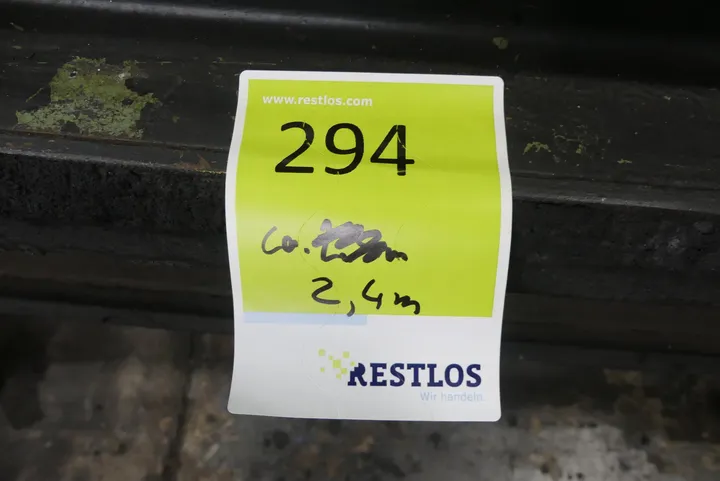 www.restlos.com
294
ca.
2,4m
RESTLOS
Wir handeln.